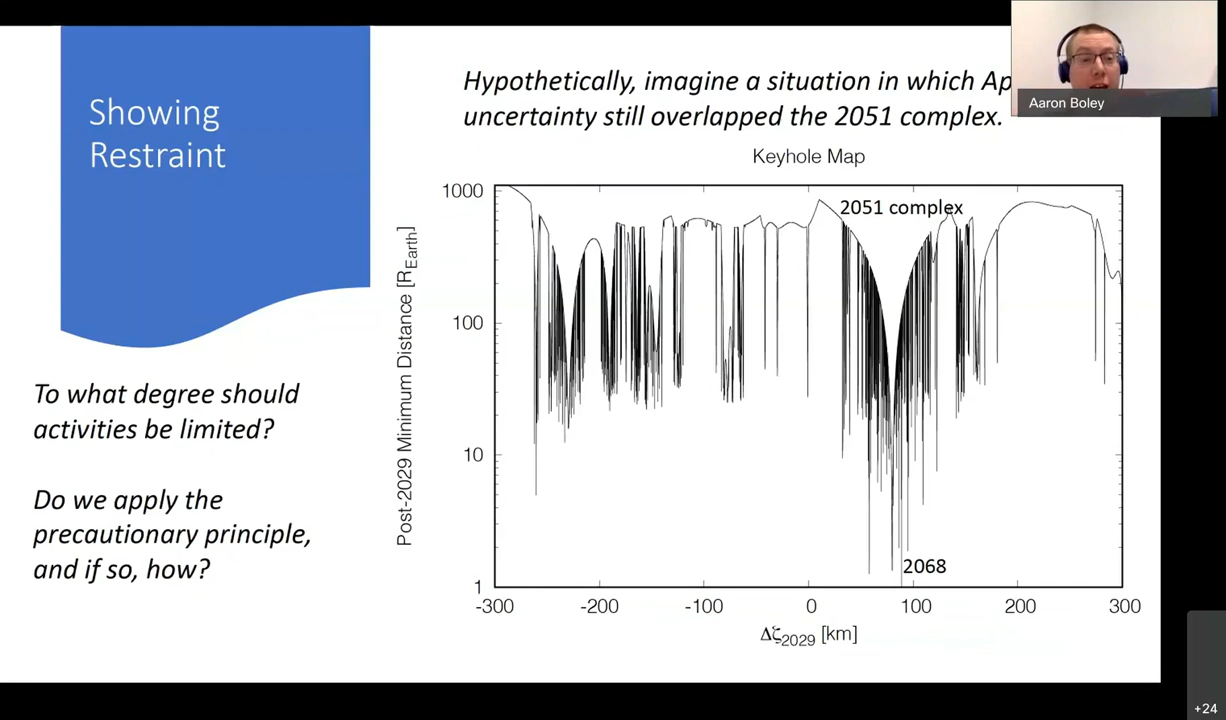 Showing
Restraint
To what degree should
activities be limited?
Do we apply the
precautionary principle,
and if so, how?
Hypothetically, imagine a situation in which Ap
uncertainty still overlapped the 2051 complex.
Aaron Boley
Keyhole Map
Post-2029 Minimum Distance [R_Earth]
1000
100
10
1
2051 complex
2068
-300 -200 -100 0 100 200 300
Δζ_2029 [km]
+24